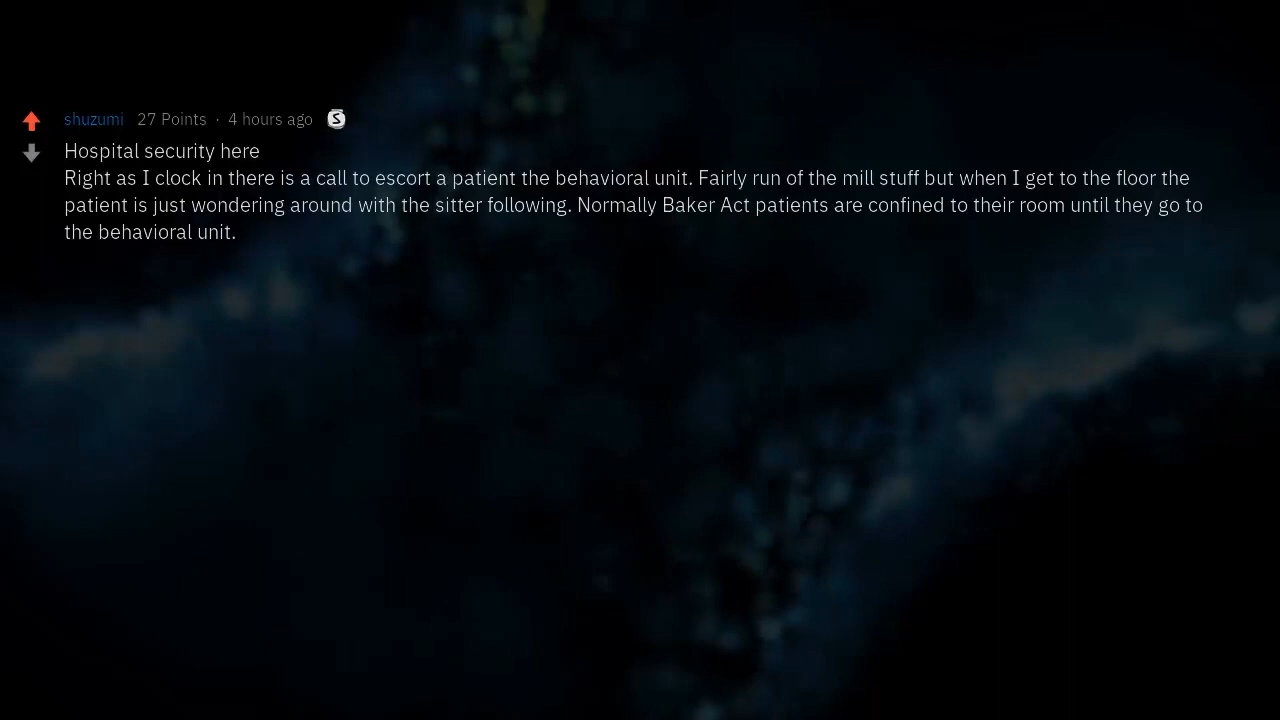 shuzumi 27 Points · 4 hours ago S
Hospital security here
Right as I clock in there is a call to escort a patient the behavioral unit. Fairly run of the mill stuff but when I get to the floor the
patient is just wondering around with the sitter following. Normally Baker Act patients are confined to their room until they go to
the behavioral unit.